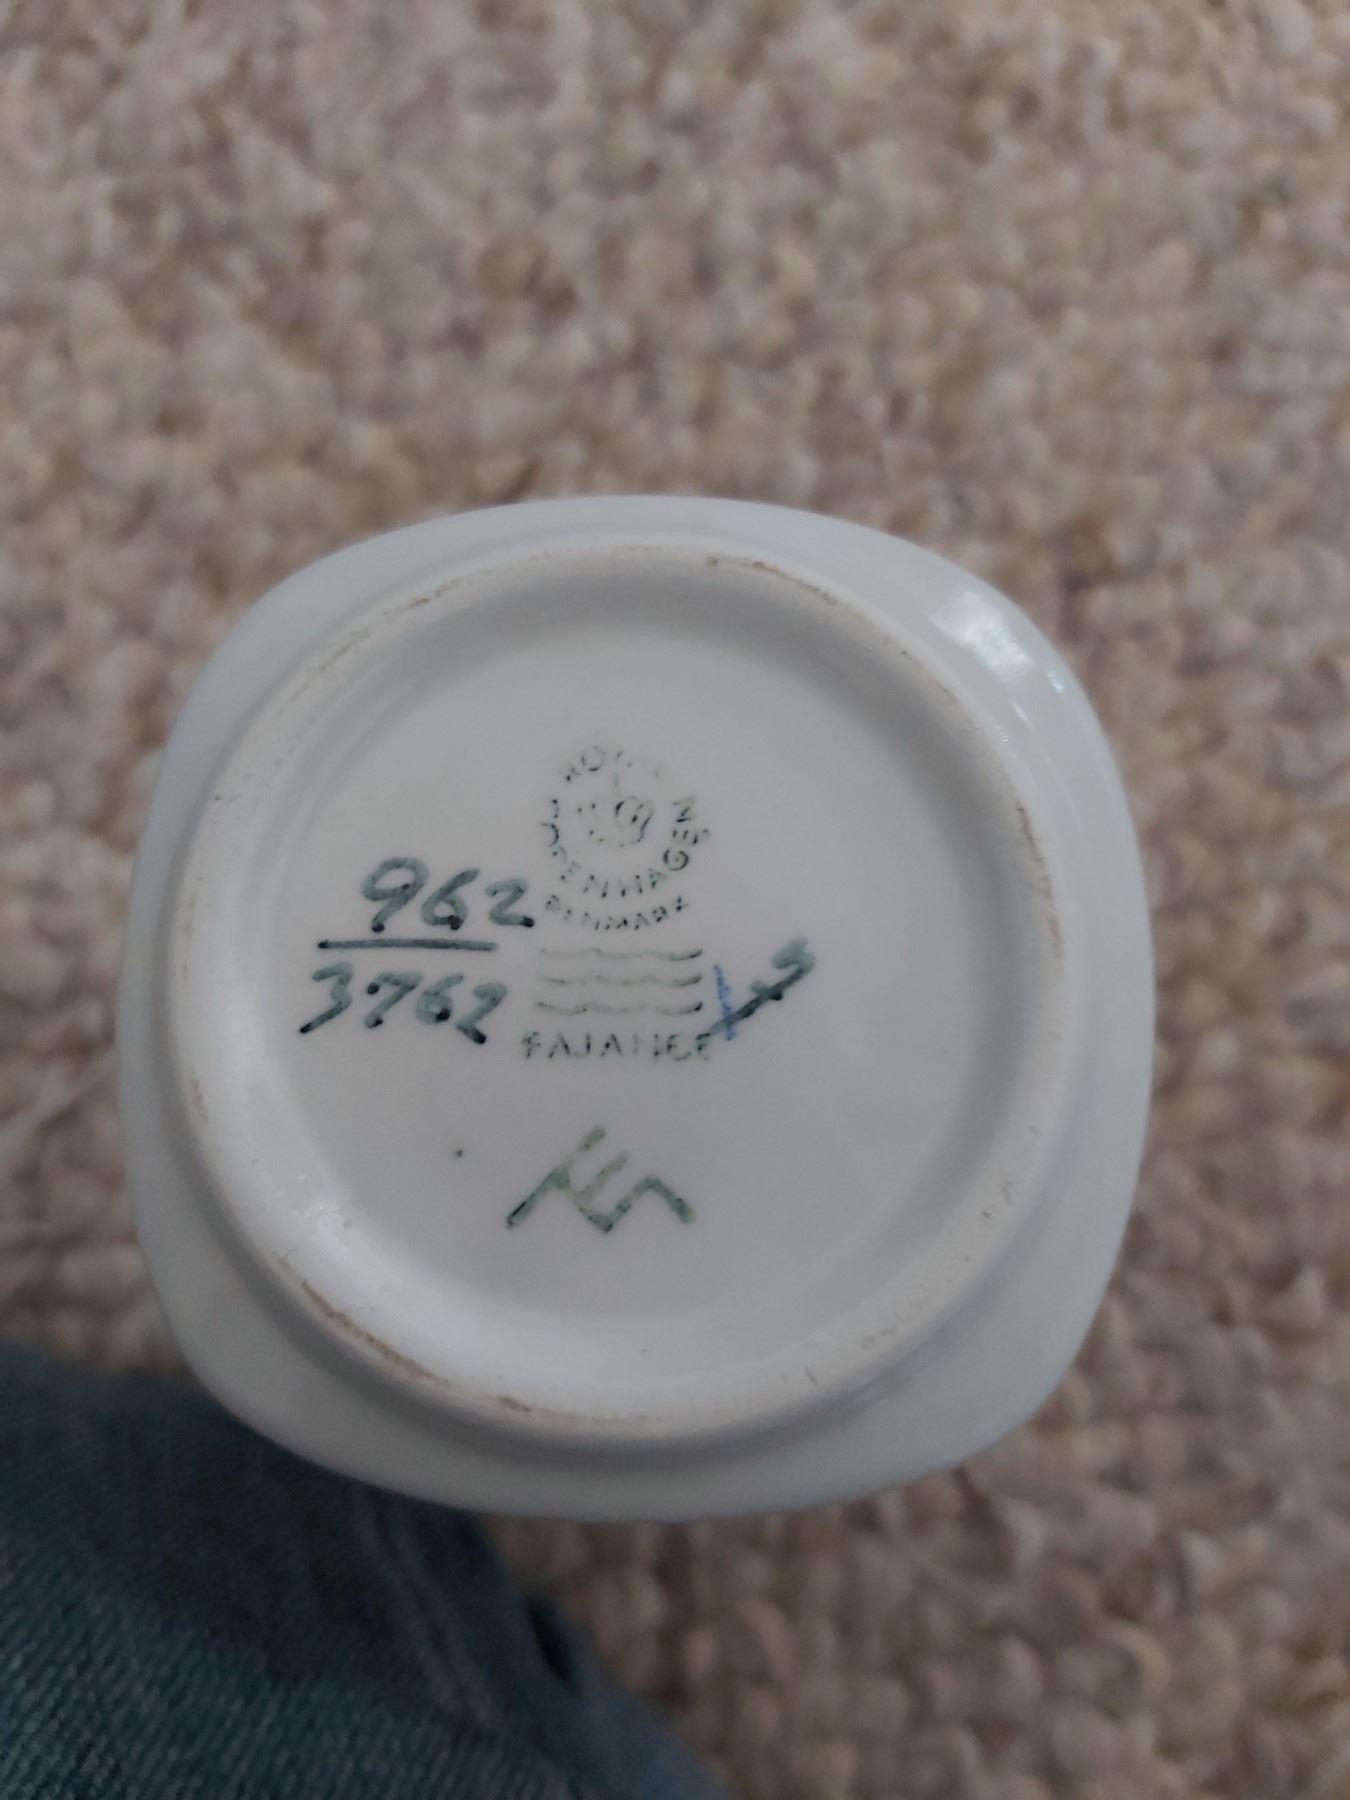 ROYAL
COPENHAGEN
DENMARK
962
3762
FAJANCE